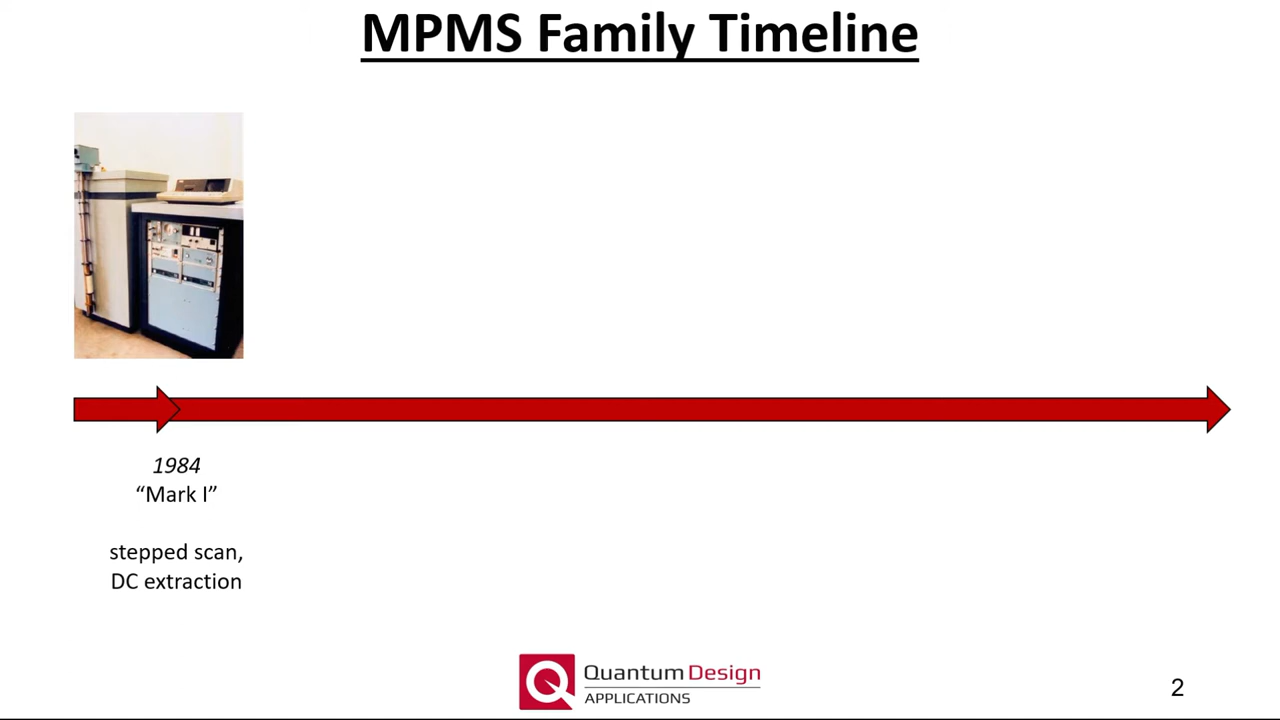 MPMS Family Timeline
1984
“Mark I”
stepped scan,
DC extraction
Quantum Design
APPLICATIONS
2